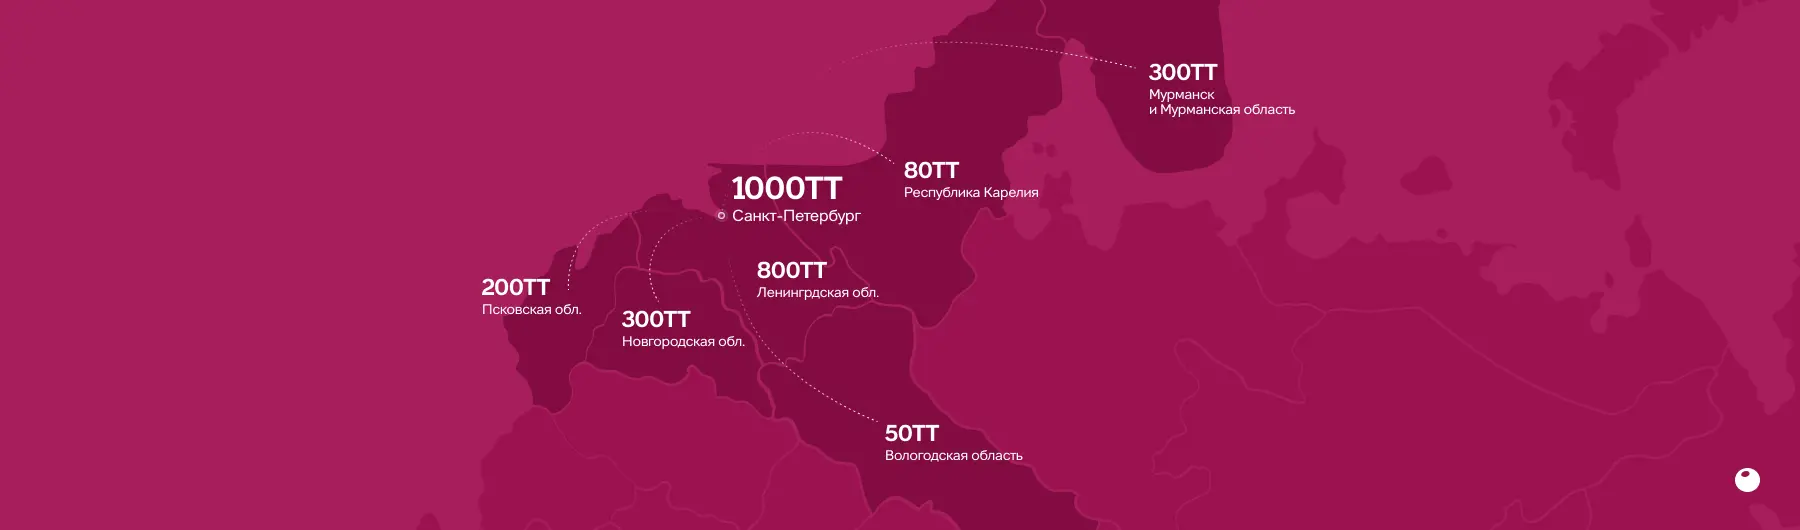 300ТТ
Мурманск
и Мурманская область
80ТТ
Республика Карелия
1000ТТ
Санкт-Петербург
800ТТ
Ленингрдская обл.
200ТТ
Псковская обл.
300ТТ
Новгородская обл.
50ТТ
Вологодская область